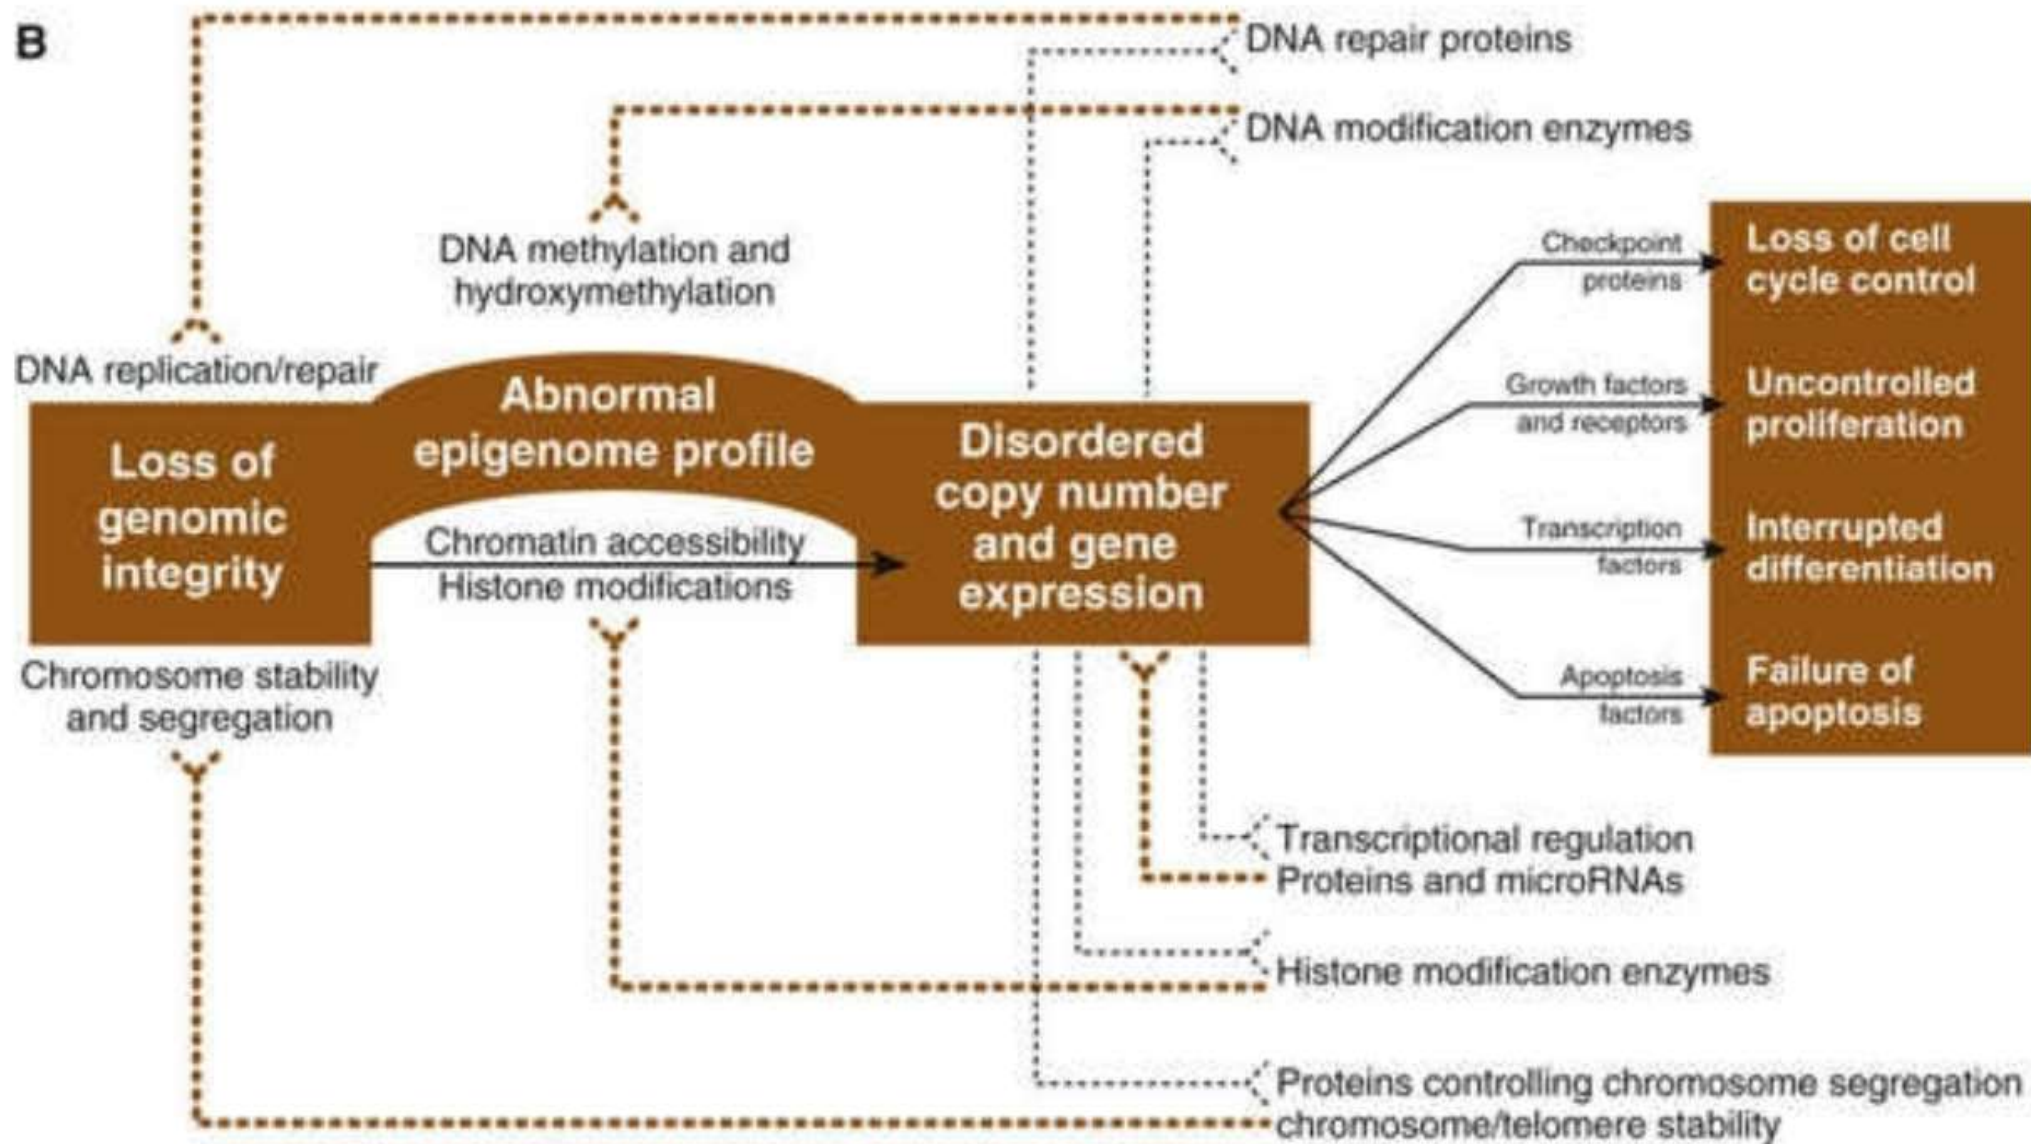 B
DNA repair proteins
DNA modification enzymes
DNA methylation and
hydroxymethylation
DNA replication/repair
Abnormal
epigenome profile
Loss of
genomic
integrity
Chromatin accessibility
Histone modifications
Disordered
copy number
and gene
expression
Checkpoint
proteins
Loss of cell
cycle control
Growth factors
and receptors
Uncontrolled
proliferation
Transcription
factors
Interrupted
differentiation
Apoptosis
factors
Failure of
apoptosis
Chromosome stability
and segregation
Transcriptional regulation
Proteins and microRNAs
Histone modification enzymes
Proteins controlling chromosome segregation
chromosome/telomere stability